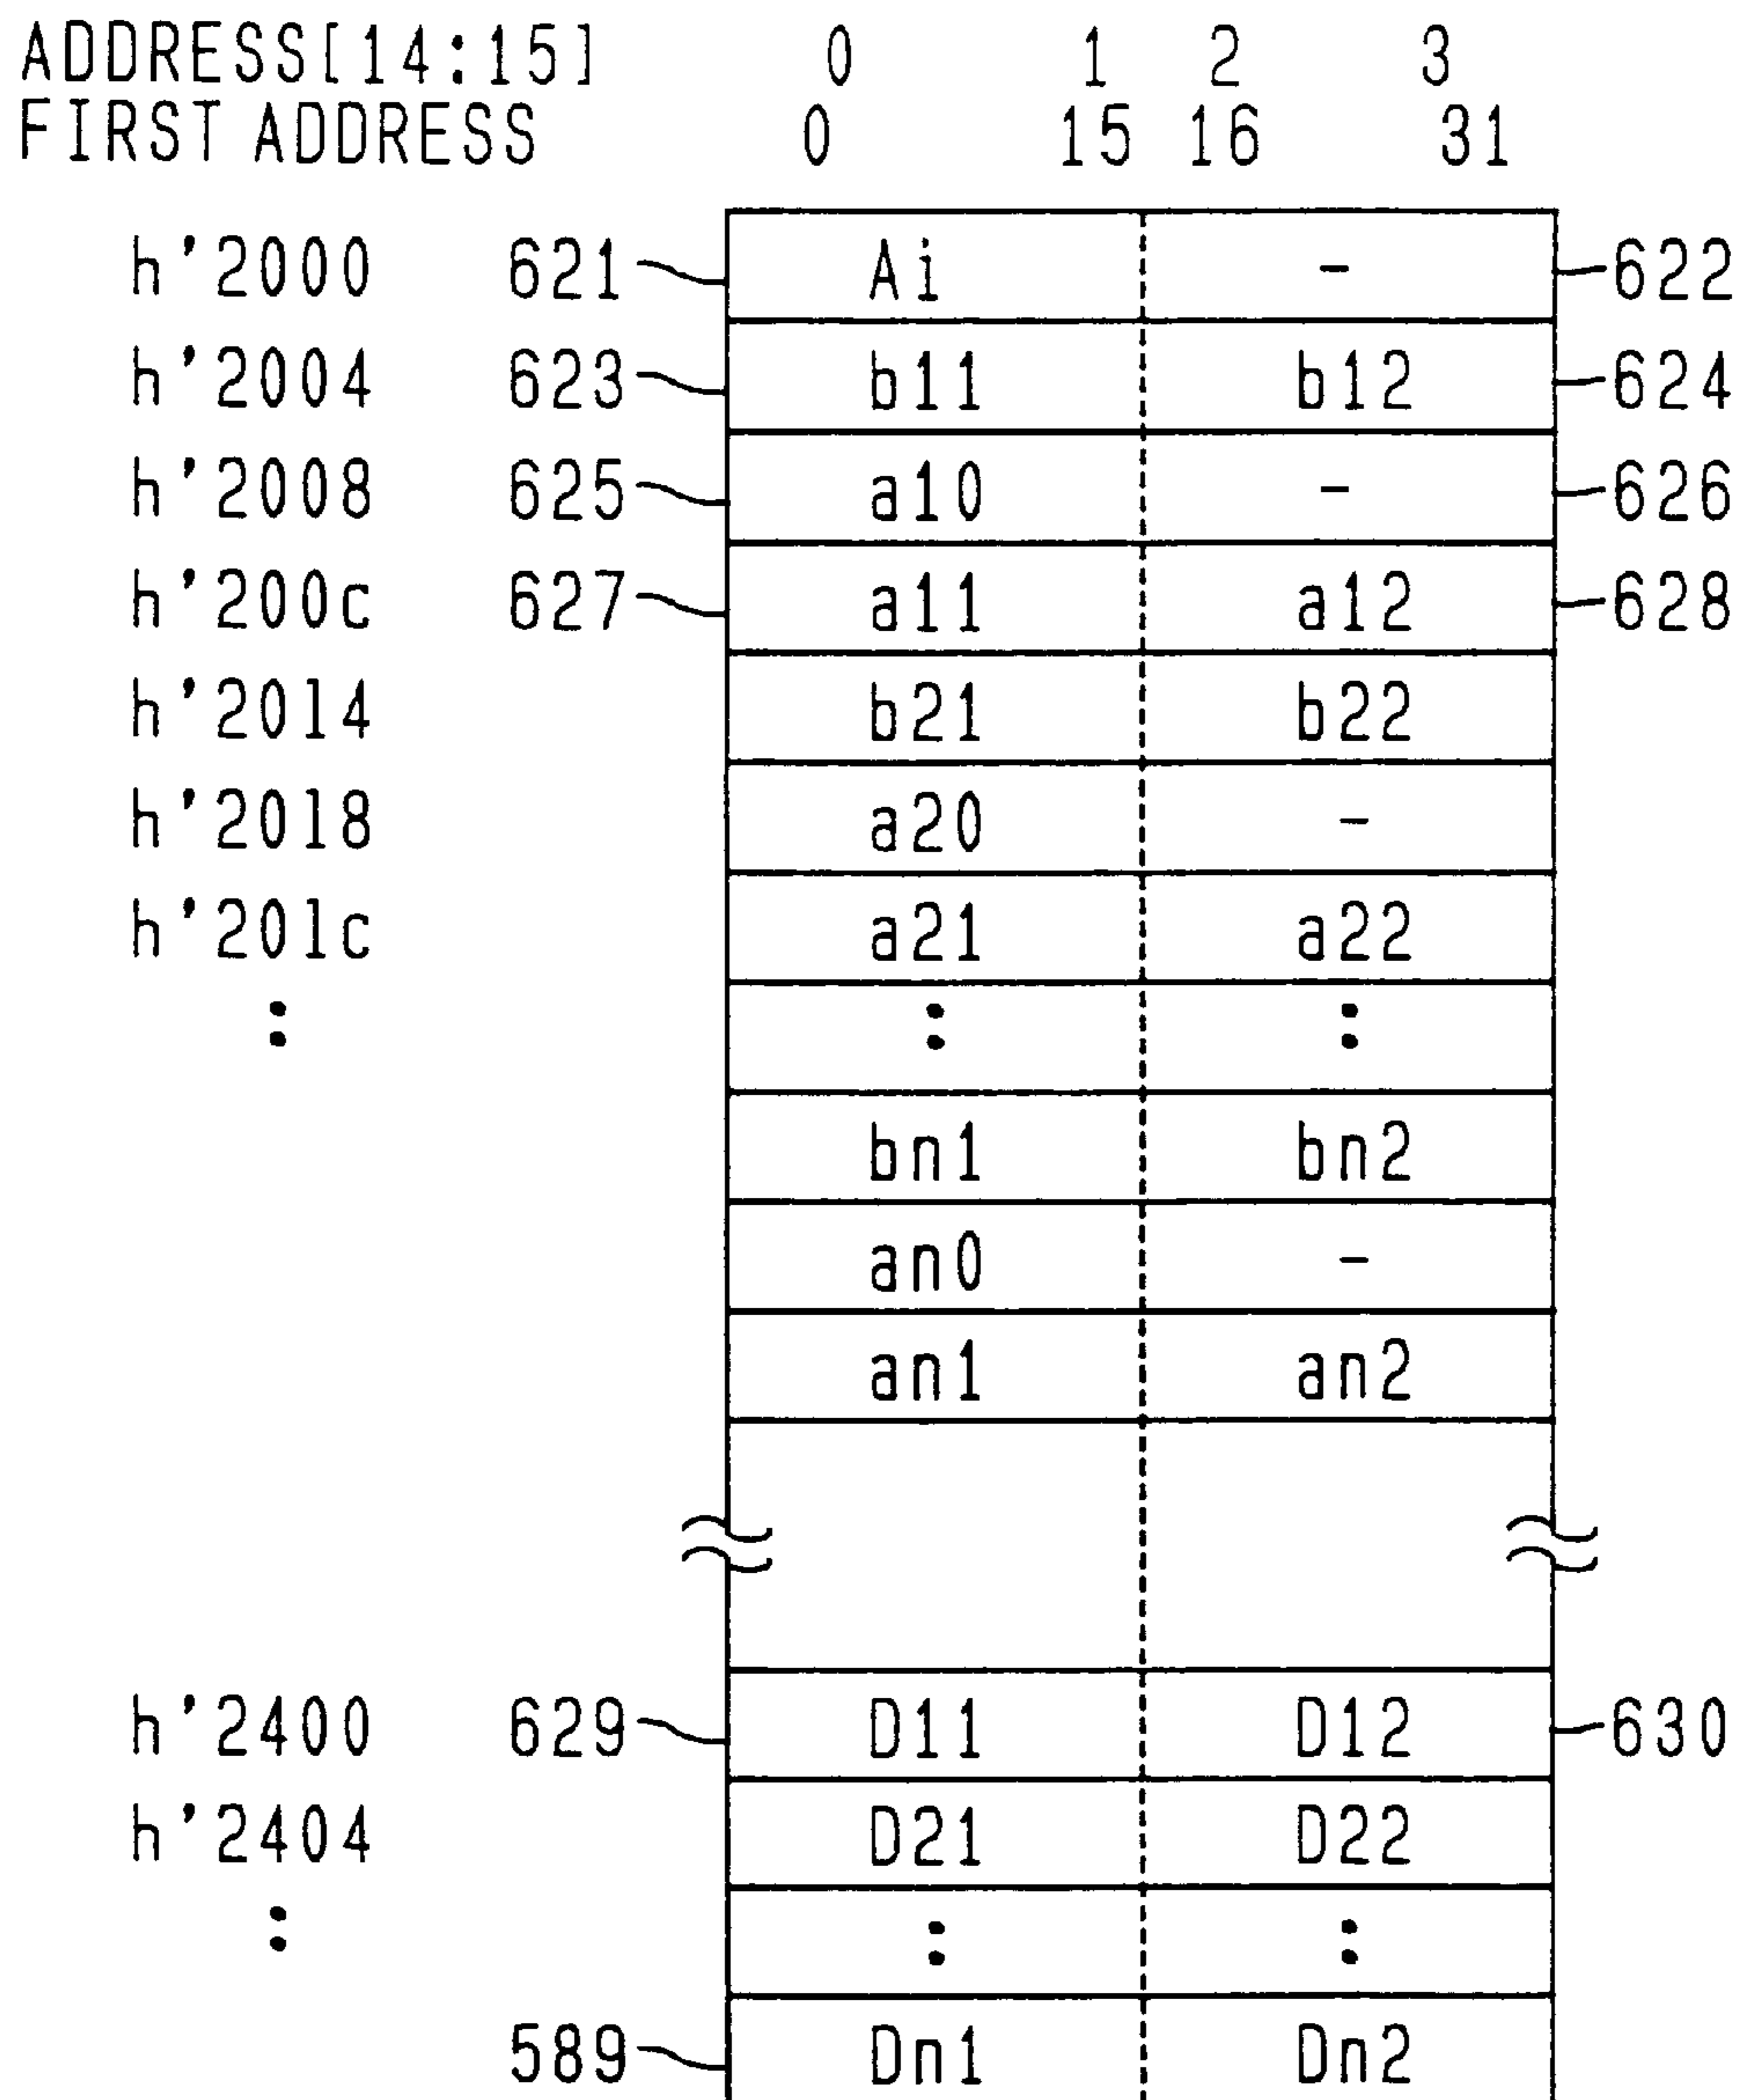 ADDRESS[14:15] 0 1 2 3
FIRST ADDRESS 0 15 16 31
h'2000 621 Ai - 622
h'2004 623 b11 b12 624
h'2008 625 a10 - 626
h'200c 627 a11 a12 628
h'2014 b21 b22
h'2018 a20 -
h'201c a21 a22
: : :
bn1 bn2
an0 -
an1 an2
h'2400 629 D11 D12 630
h'2404 D21 D22
: : :
589 Dn1 Dn2